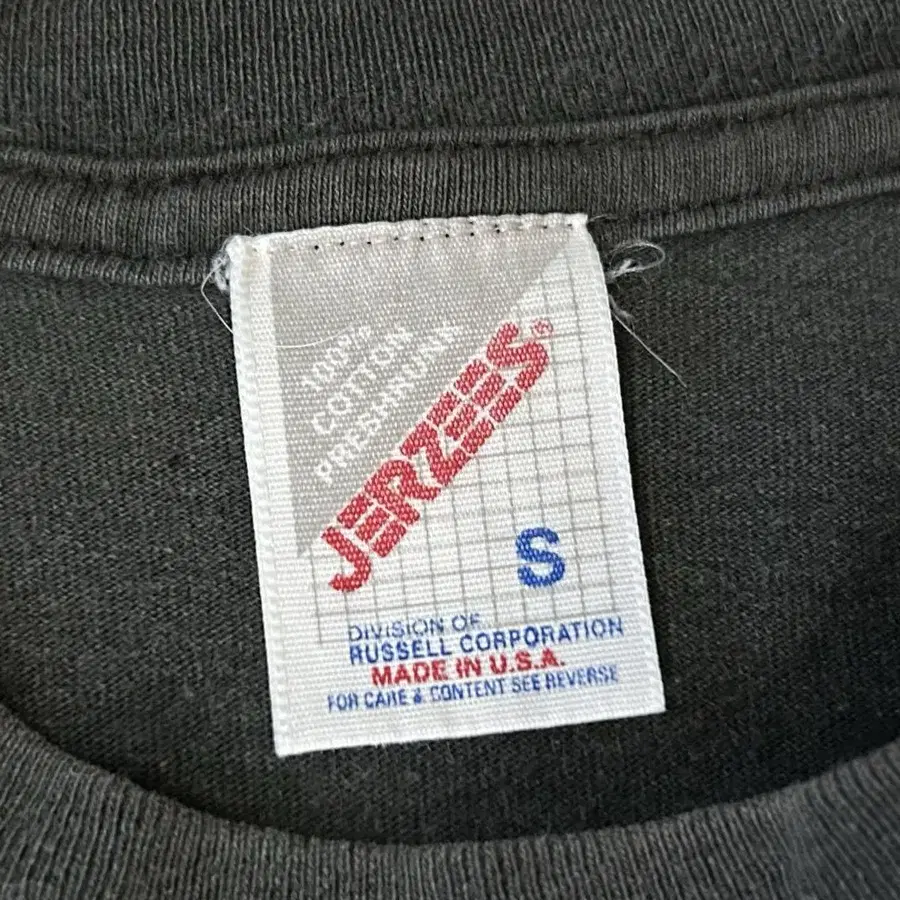 100%
COTTON
PRESHRUNK
JERZEES®
S
DIVISION OF
RUSSELL CORPORATION
MADE IN U.S.A.
FOR CARE & CONTENT SEE REVERSE